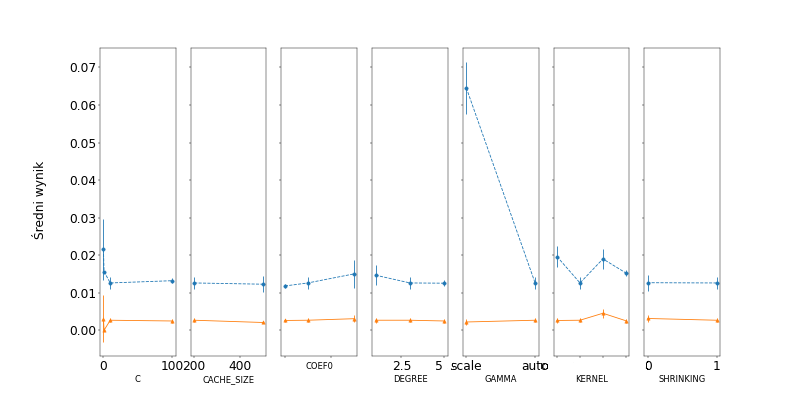 0.07
0.06
0.05
0.04
0.03
0.02
0.01
0.00
Średni wynik
0 100 200 400 2.5 5 scale auto 0 1
C CACHE_SIZE COEF0 DEGREE GAMMA KERNEL SHRINKING